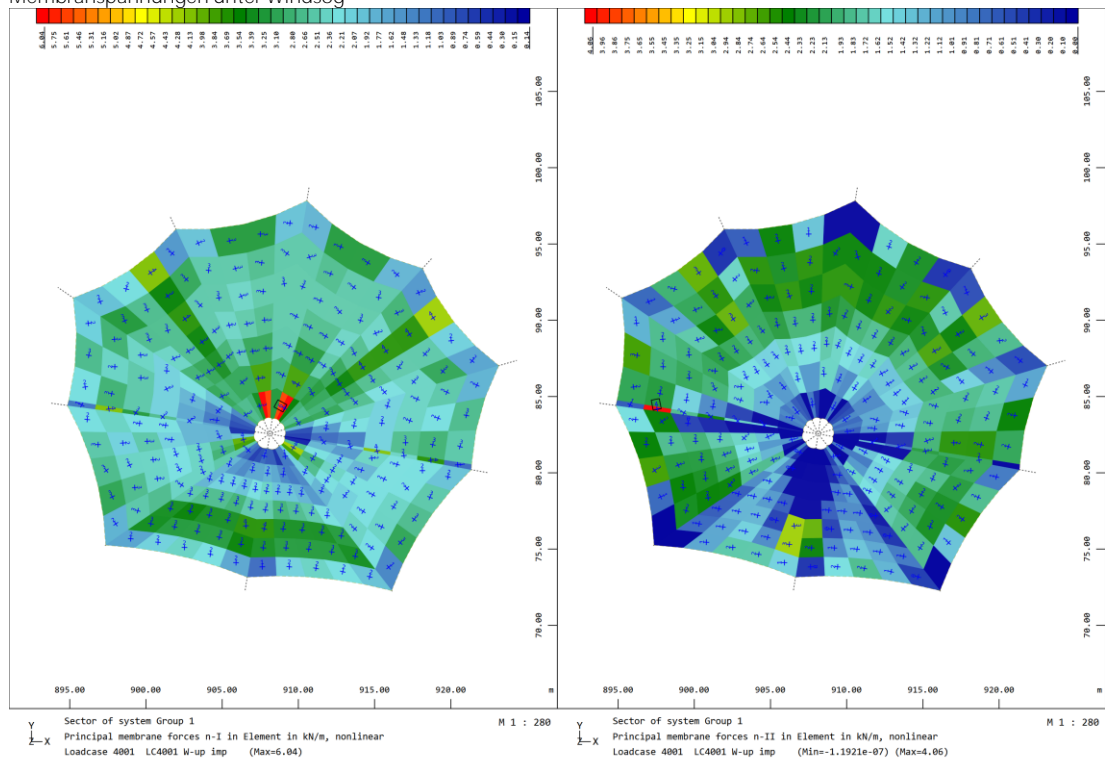 Membranspannungen unter Windsog
6.04 5.75 5.61 5.46 5.31 5.16 5.02 4.87 4.72 4.57 4.43 4.28 4.13 3.98 3.84 3.69 3.54 3.39 3.25 3.10 2.80 2.66 2.51 2.36 2.21 2.07 1.92 1.77 1.62 1.48 1.33 1.18 1.03 0.89 0.74 0.59 0.44 0.30 0.15 0.14
105.00
100.00
95.00
90.00
85.00
80.00
75.00
70.00
895.00 900.00 905.00 910.00 915.00 920.00 m
Y
Z X
Sector of system Group 1 M 1 : 280
Principal membrane forces n-I in Element in kN/m, nonlinear
Loadcase 4001 LC4001 W-up imp (Max=6.04)
4.06 3.96 3.86 3.75 3.65 3.55 3.45 3.35 3.25 3.15 3.04 2.94 2.84 2.74 2.64 2.54 2.44 2.33 2.23 2.13 1.93 1.83 1.72 1.62 1.52 1.42 1.32 1.22 1.12 1.01 0.91 0.81 0.71 0.61 0.51 0.41 0.30 0.20 0.10 0.00
105.00
100.00
95.00
90.00
85.00
80.00
75.00
70.00
895.00 900.00 905.00 910.00 915.00 920.00 m
Y
Z X
Sector of system Group 1 M 1 : 280
Principal membrane forces n-II in Element in kN/m, nonlinear
Loadcase 4001 LC4001 W-up imp (Min=-1.1921e-07) (Max=4.06)